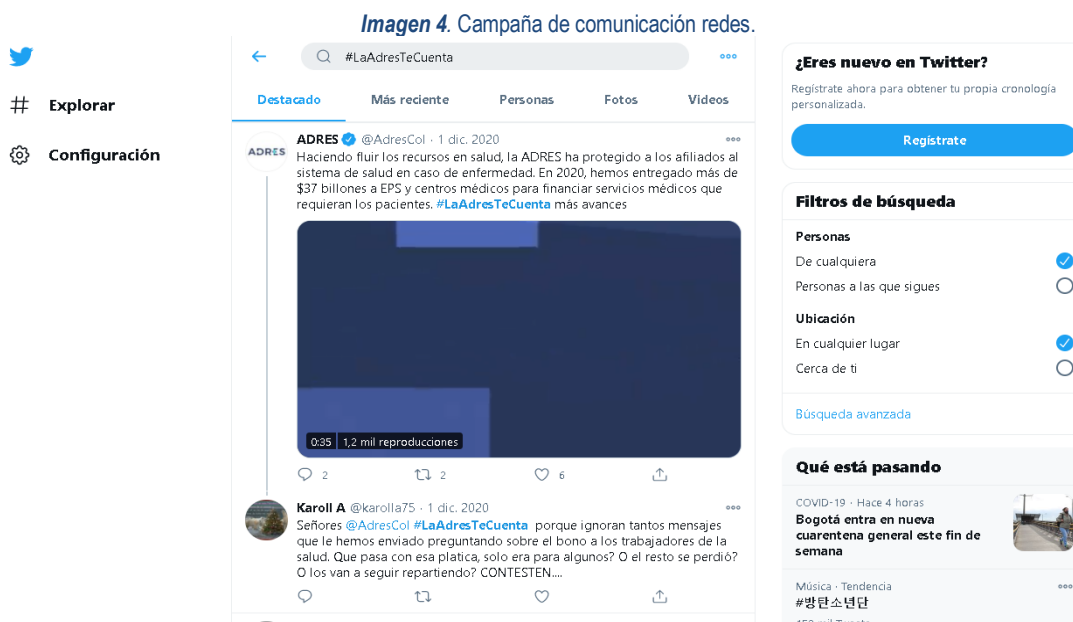 Imagen 4. Campaña de comunicación redes.
#LaAdresTeCuenta
Explorar
Configuración
Destacado
Más reciente
Personas
Fotos
Videos
ADRES @AdresCol · 1 dic. 2020
ADRES
Haciendo fluir los recursos en salud, la ADRES ha protegido a los afiliados al
sistema de salud en caso de enfermedad. En 2020, hemos entregado más de
$37 billones a EPS y centros médicos para financiar servicios médicos que
requieran los pacientes. #LaAdresTeCuenta más avances
0:35 1,2 mil reproducciones
2 2 6
Karoll A @karolla75 · 1 dic. 2020
Señores @AdresCol #LaAdresTeCuenta porque ignoran tantos mensajes
que le hemos enviado preguntando sobre el bono a los trabajadores de la
salud. Que pasa con esa platica, solo era para algunos? O el resto se perdió?
O los van a seguir repartiendo? CONTESTEN....
¿Eres nuevo en Twitter?
Regístrate ahora para obtener tu propia cronología
personalizada.
Regístrate
Filtros de búsqueda
Personas
De cualquiera
Personas a las que sigues
Ubicación
En cualquier lugar
Cerca de ti
Búsqueda avanzada
Qué está pasando
COVID-19 · Hace 4 horas
Bogotá entra en nueva
cuarentena general este fin de
semana
Música · Tendencia
#방탄소년단